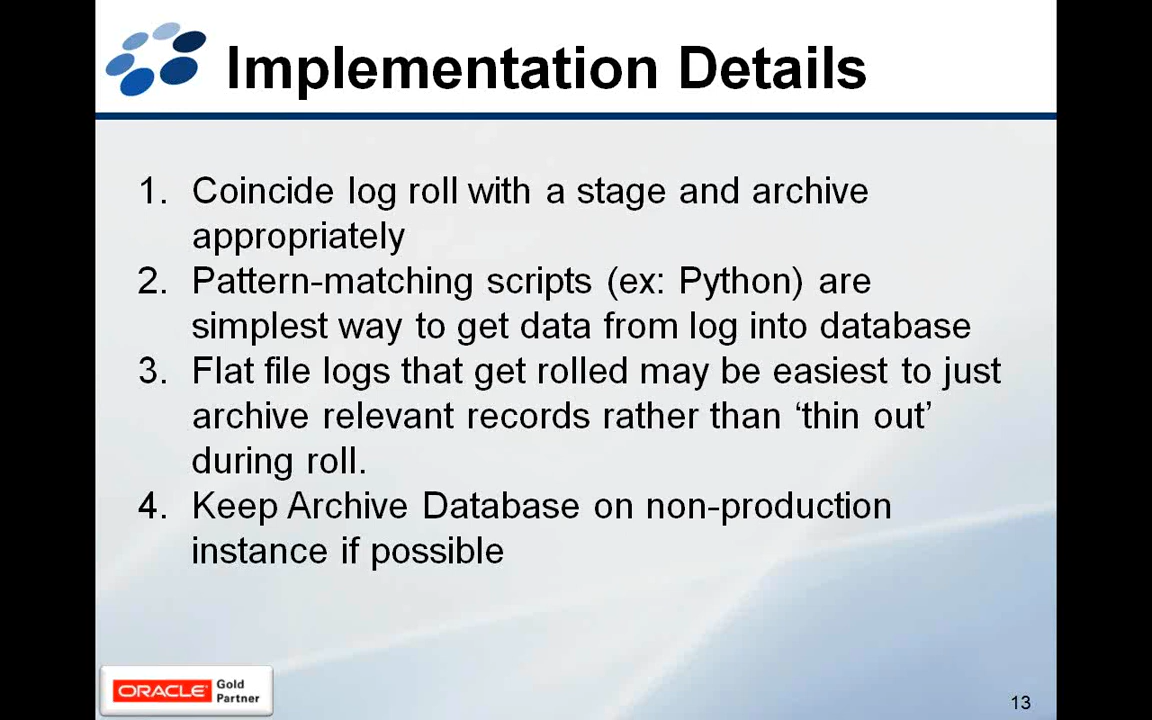 Implementation Details
1. Coincide log roll with a stage and archive
appropriately
2. Pattern-matching scripts (ex: Python) are
simplest way to get data from log into database
3. Flat file logs that get rolled may be easiest to just
archive relevant records rather than ‘thin out’
during roll.
4. Keep Archive Database on non-production
instance if possible
ORACLE Gold
Partner
13